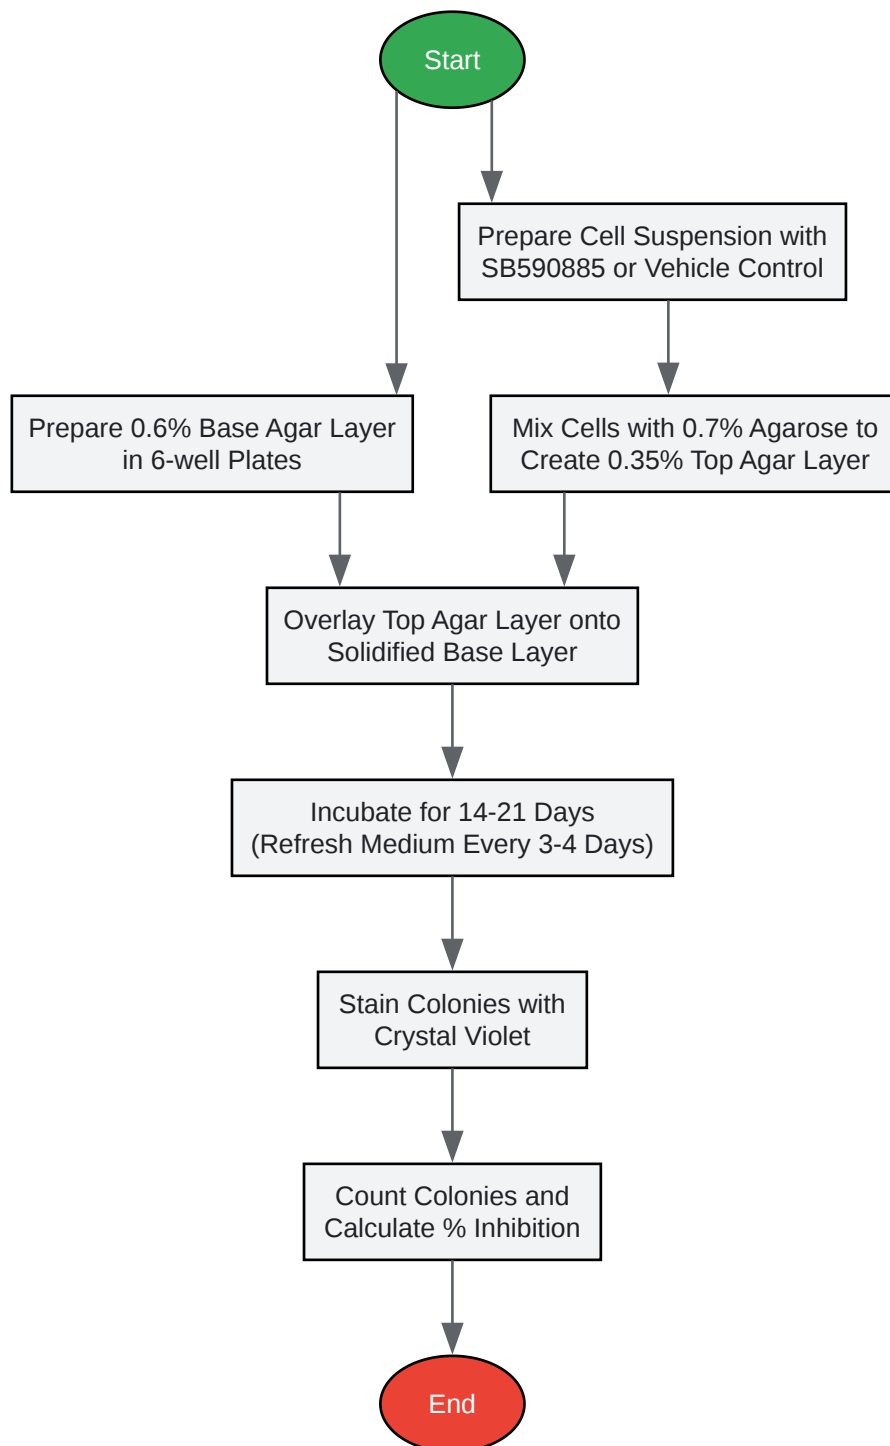 Start
Prepare Cell Suspension with
SB590885 or Vehicle Control
Prepare 0.6% Base Agar Layer
in 6-well Plates
Mix Cells with 0.7% Agarose to
Create 0.35% Top Agar Layer
Overlay Top Agar Layer onto
Solidified Base Layer
Incubate for 14-21 Days
(Refresh Medium Every 3-4 Days)
Stain Colonies with
Crystal Violet
Count Colonies and
Calculate % Inhibition
End